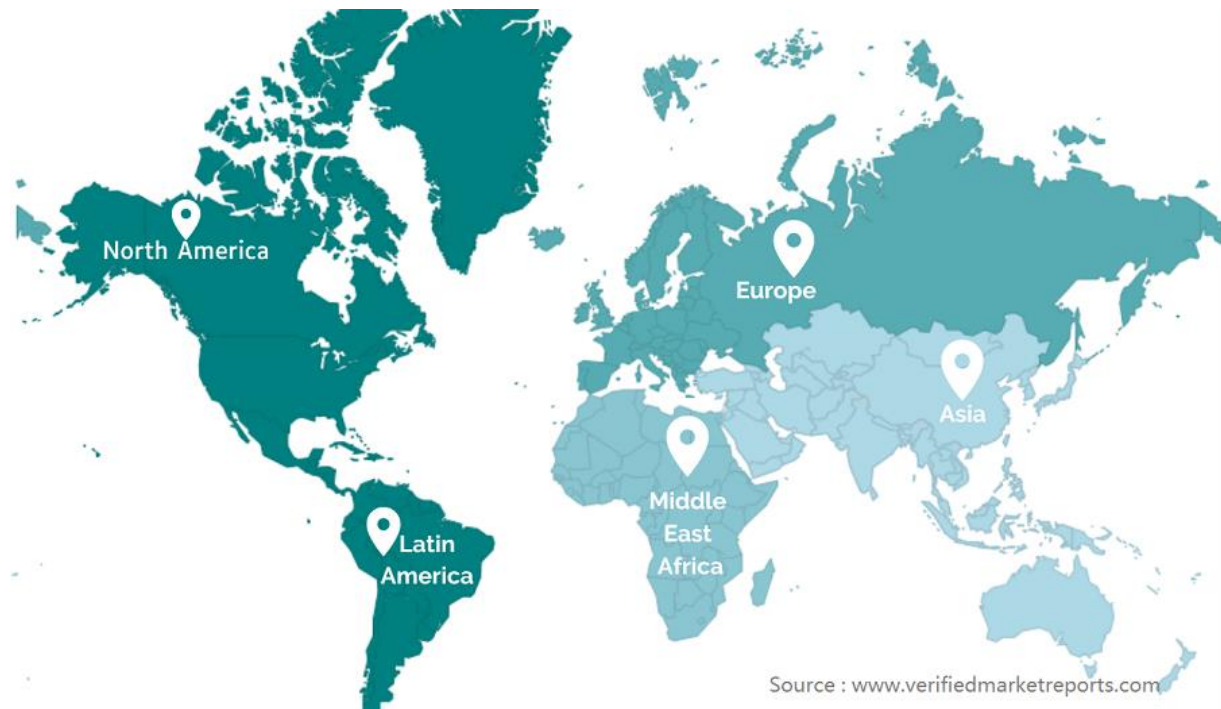 North America
Europe
Asia
Middle
East
Africa
Latin
America
Source : www.verifiedmarketreports.com